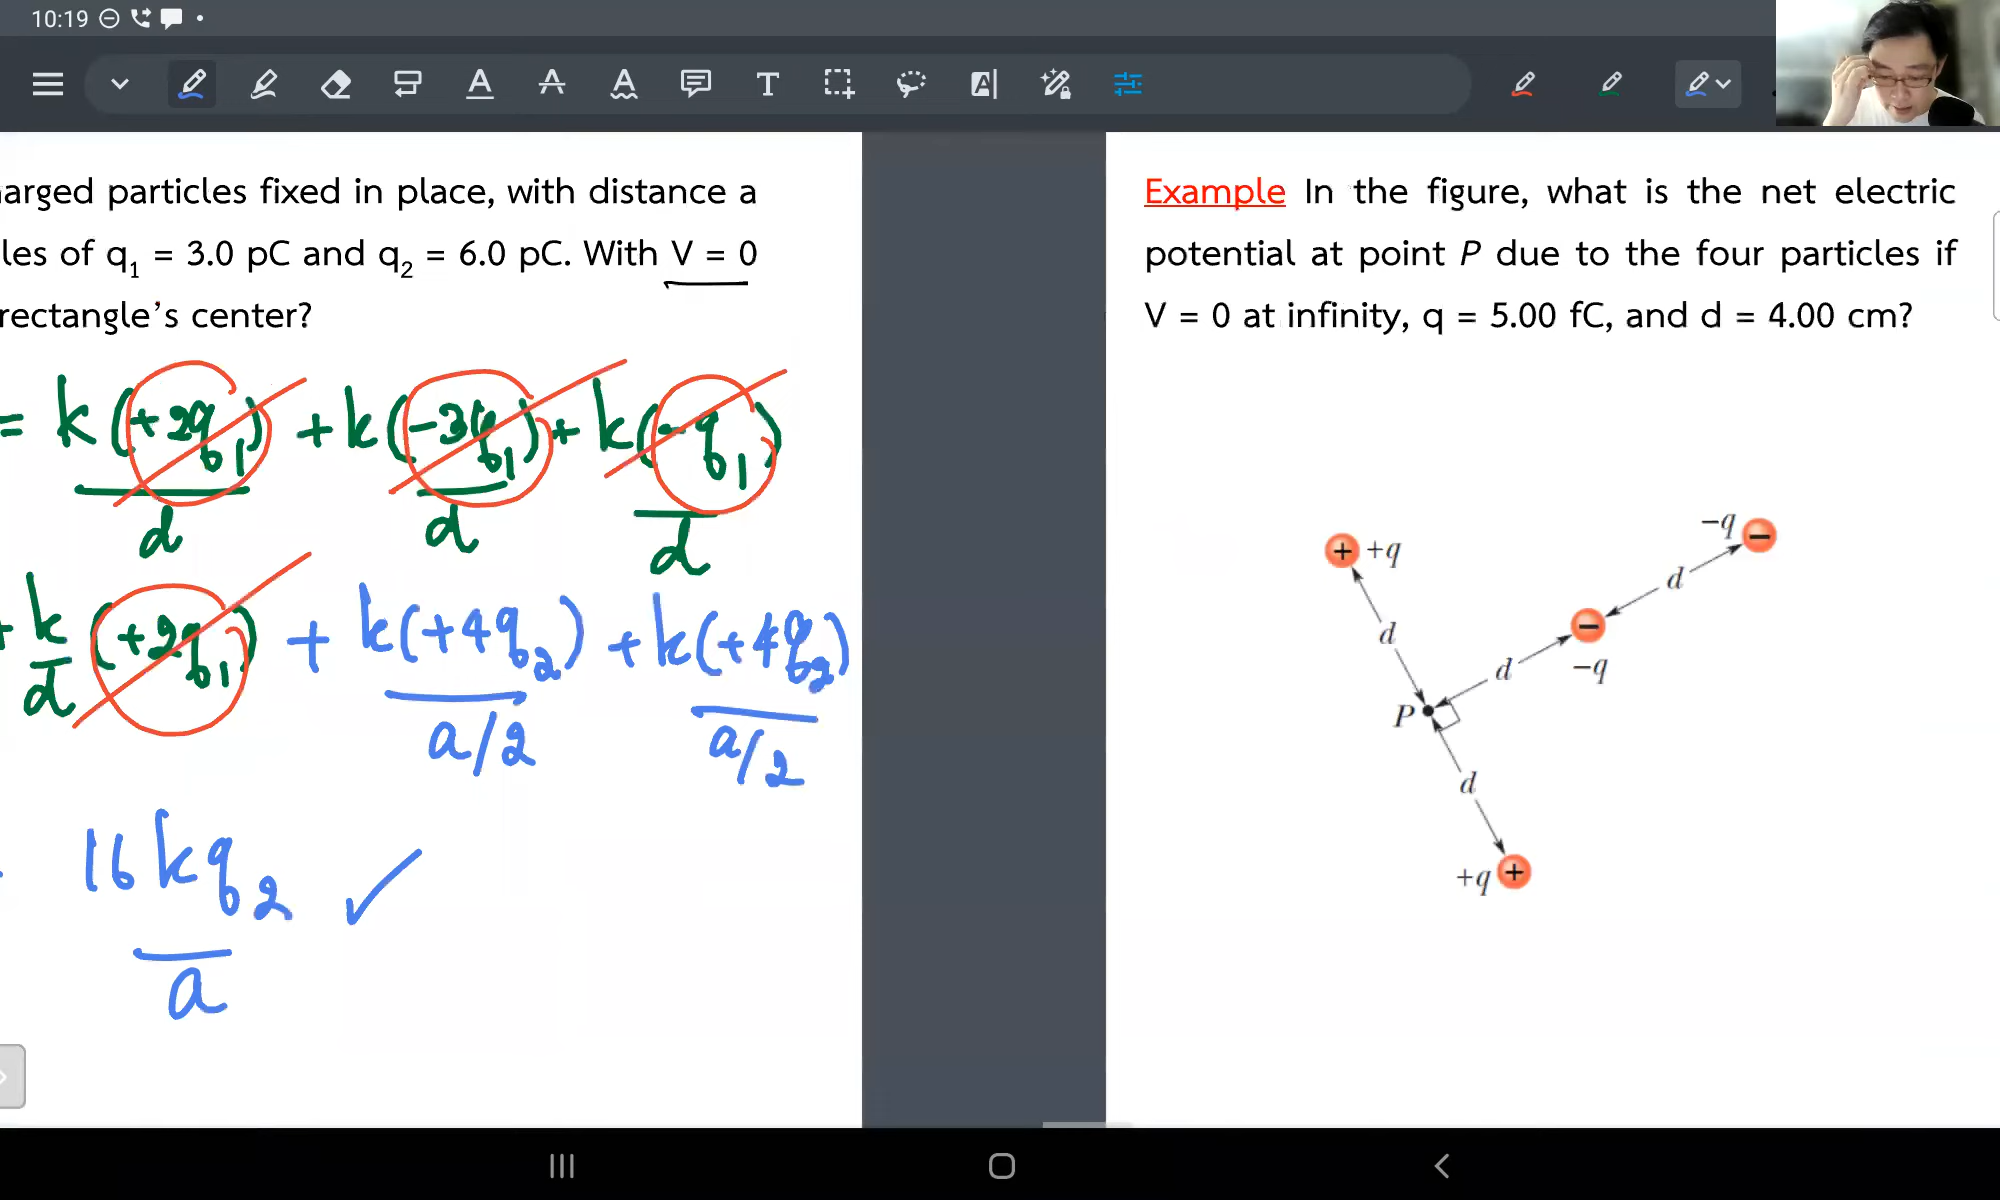 10:19
T
A
arged particles fixed in place, with distance a
les of q₁ = 3.0 pC and q₂ = 6.0 pC. With V = 0
rectangle's center?
= k(+2q₁)/d + k(-3q₁)/d + k(-q₁)/d
+ k/d (+2q₁) + k(+4q₂)/(a/2) + k(+4q₂)/(a/2)
16kq₂/a ✓
Example In the figure, what is the net electric
potential at point P due to the four particles if
V = 0 at infinity, q = 5.00 fC, and d = 4.00 cm?
-q
+ +q
d
d
d
-q
P
d
+q +